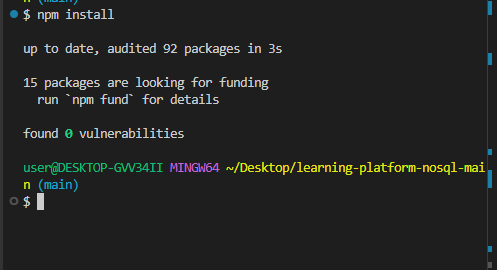 n (main)
$ npm install
up to date, audited 92 packages in 3s
15 packages are looking for funding
run `npm fund` for details
found 0 vulnerabilities
user@DESKTOP-GVV34II MINGW64 ~/Desktop/learning-platform-nosql-mai
n (main)
$